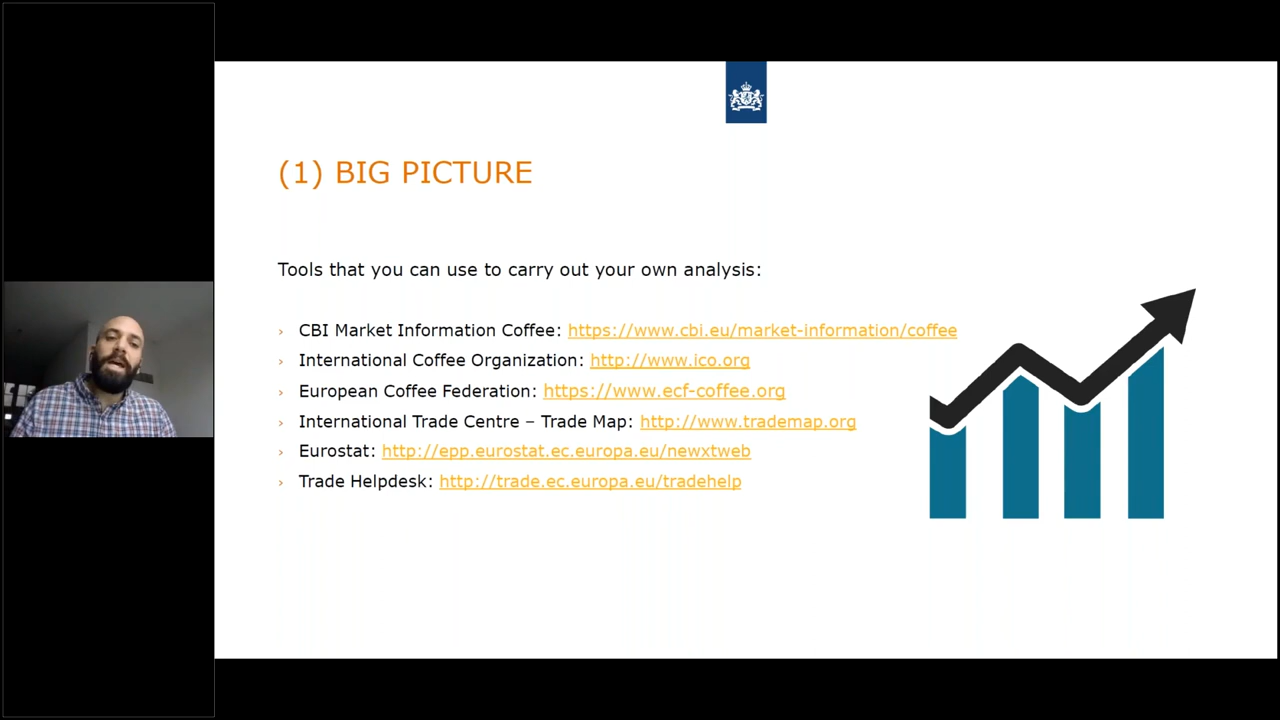 (1) BIG PICTURE
Tools that you can use to carry out your own analysis:
› CBI Market Information Coffee: https://www.cbi.eu/market-information/coffee
› International Coffee Organization: http://www.ico.org
› European Coffee Federation: https://www.ecf-coffee.org
› International Trade Centre – Trade Map: http://www.trademap.org
› Eurostat: http://epp.eurostat.ec.europa.eu/newxtweb
› Trade Helpdesk: http://trade.ec.europa.eu/tradehelp